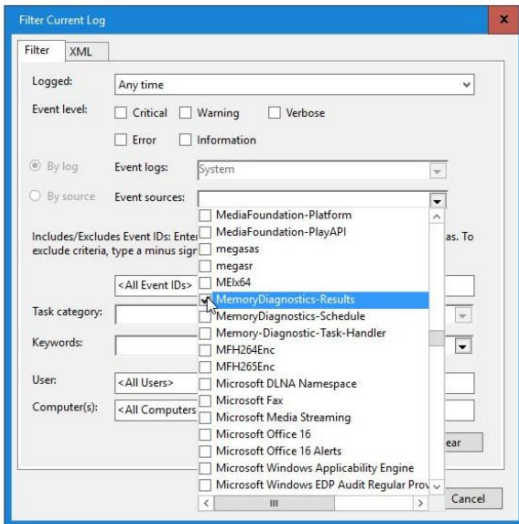 Filter Current Log
x
Filter XML
Logged: Any time
Event level: Critical Warning Verbose
Error Information
By log Event logs: System
By source Event sources:
MediaFoundation-Platform
MediaFoundation-PlayAPI
Includes/Excludes Event IDs: Enter as. To
megasas
exclude criteria, type a minus sign
megasr
MEIx64
<All Event IDs>
MemoryDiagnostics-Results
Task category:
MemoryDiagnostics-Schedule
Memory-Diagnostic-Task-Handler
Keywords:
MFH264Enc
MFH265Enc
User: <All Users>
Microsoft DLNA Namespace
Microsoft Fax
Computer(s): <All Computers
Microsoft Media Streaming
Microsoft Office 16
ear
Microsoft Office 16 Alerts
Microsoft Windows Applicability Engine
Microsoft Windows EDP Audit Regular Prov
Cancel